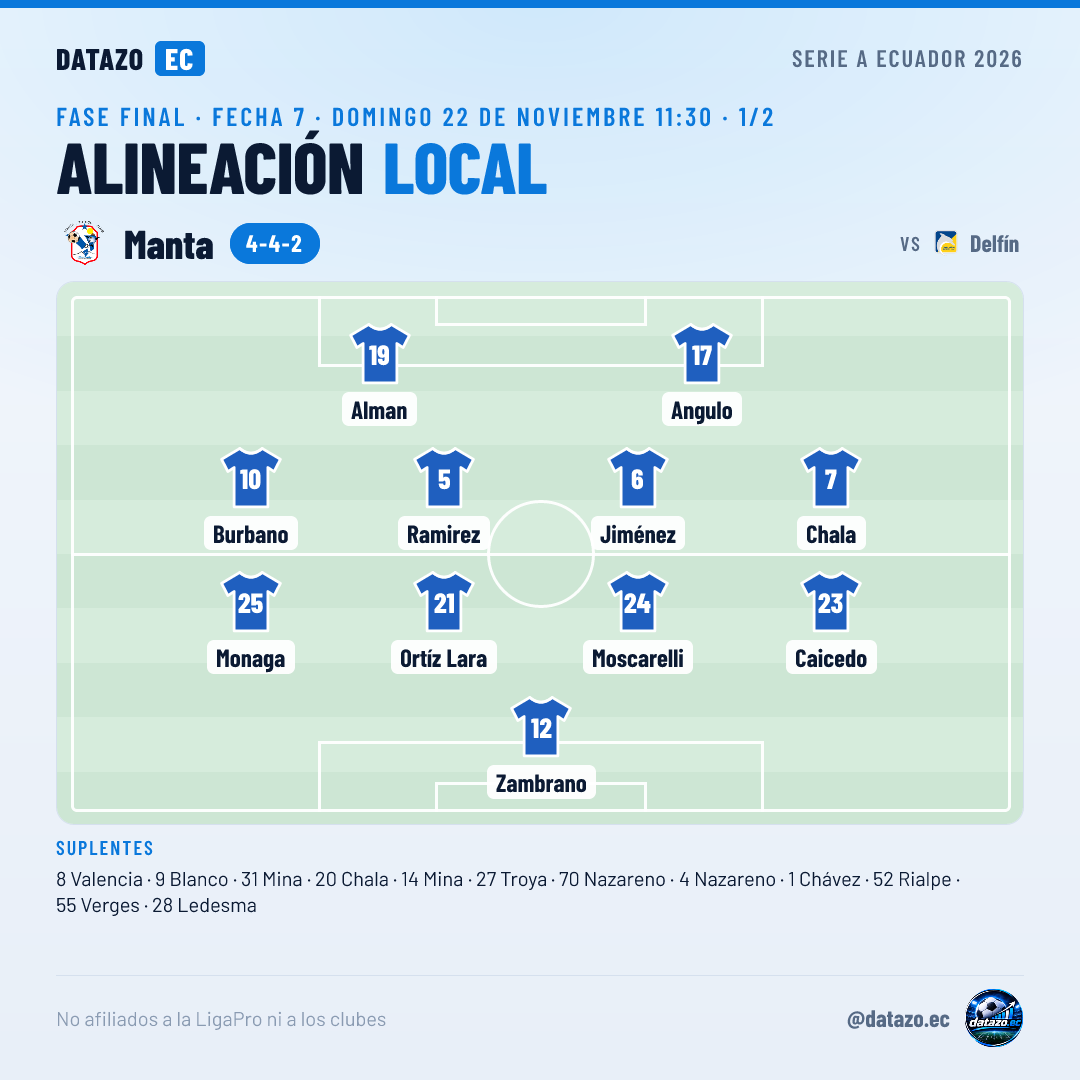 DATAZO EC
SERIE A ECUADOR 2026
FASE FINAL · FECHA 7 · DOMINGO 22 DE NOVIEMBRE 11:30 · 1/2
ALINEACIÓN LOCAL
Manta 4-4-2
VS Delfín
19 17
Alman Angulo
10 5 6 7
Burbano Ramirez Jiménez Chala
25 21 24 23
Monaga Ortíz Lara Moscarelli Caicedo
12
Zambrano
SUPLENTES
8 Valencia · 9 Blanco · 31 Mina · 20 Chala · 14 Mina · 27 Troya · 70 Nazareno · 4 Nazareno · 1 Chávez · 52 Rialpe ·
55 Verges · 28 Ledesma
No afiliados a la LigaPro ni a los clubes
@datazo.ec
datazo.ec